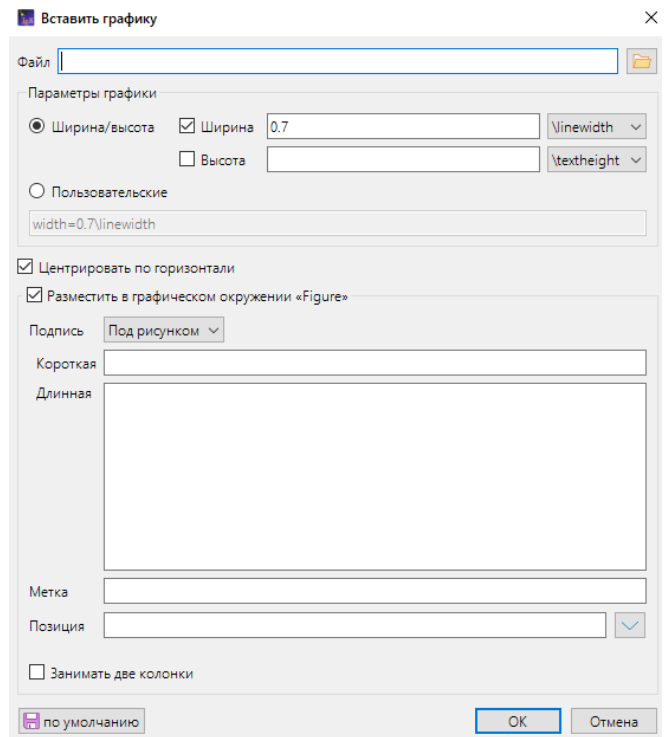 Вставить графику
Файл
Параметры графики
Ширина/высота Ширина 0.7 \linewidth
Высота \textheight
Пользовательские
width=0.7\linewidth
Центрировать по горизонтали
Разместить в графическом окружении «Figure»
Подпись Под рисунком
Короткая
Длинная
Метка
Позиция
Занимать две колонки
по умолчанию OK Отмена